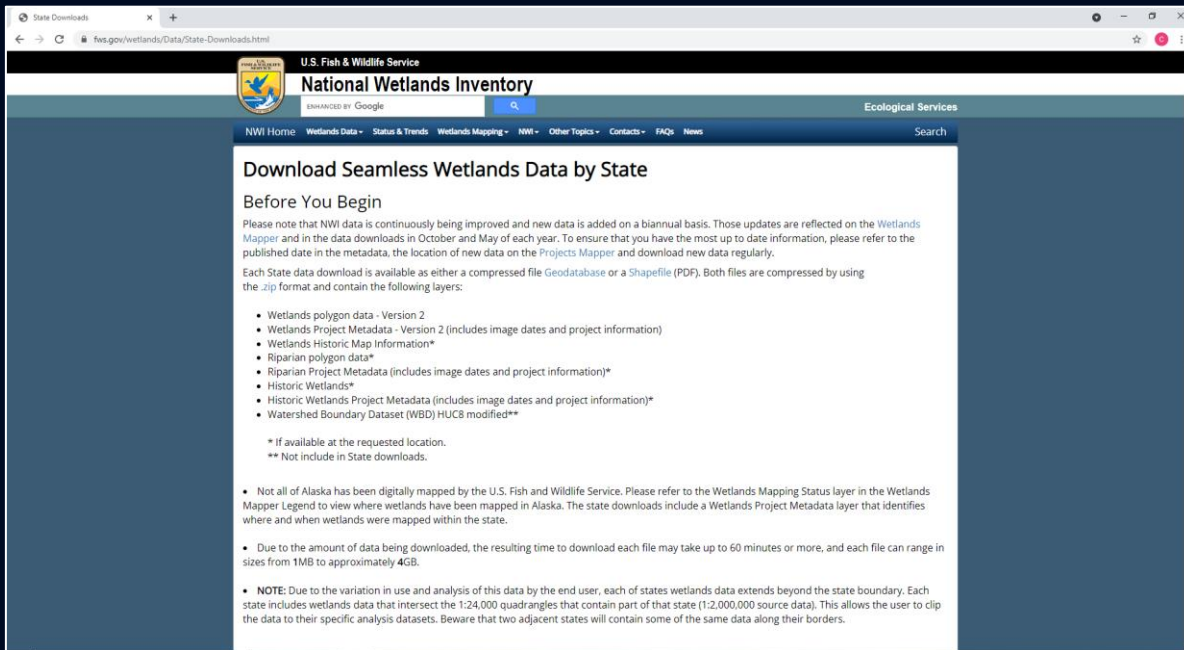 State Downloads
fws.gov/wetlands/Data/State-Downloads.html
C
U.S.
FISH & WILDLIFE
SERVICE
U.S. Fish & Wildlife Service
National Wetlands Inventory
ENHANCED BY Google
Ecological Services
NWI Home Wetlands Data Status & Trends Wetlands Mapping NWI Other Topics Contacts FAQs News Search
Download Seamless Wetlands Data by State
Before You Begin
Please note that NWI data is continuously being improved and new data is added on a biannual basis. Those updates are reflected on the Wetlands
Mapper and in the data downloads in October and May of each year. To ensure that you have the most up to date information, please refer to the
published date in the metadata, the location of new data on the Projects Mapper and download new data regularly.
Each State data download is available as either a compressed file Geodatabase or a Shapefile (PDF). Both files are compressed by using
the .zip format and contain the following layers:
• Wetlands polygon data - Version 2
• Wetlands Project Metadata - Version 2 (includes image dates and project information)
• Wetlands Historic Map Information*
• Riparian polygon data*
• Riparian Project Metadata (includes image dates and project information)*
• Historic Wetlands*
• Historic Wetlands Project Metadata (includes image dates and project information)*
• Watershed Boundary Dataset (WBD) HUC8 modified**
* If available at the requested location.
** Not include in State downloads.
• Not all of Alaska has been digitally mapped by the U.S. Fish and Wildlife Service. Please refer to the Wetlands Mapping Status layer in the Wetlands
Mapper Legend to view where wetlands have been mapped in Alaska. The state downloads include a Wetlands Project Metadata layer that identifies
where and when wetlands were mapped within the state.
• Due to the amount of data being downloaded, the resulting time to download each file may take up to 60 minutes or more, and each file can range in
sizes from 1MB to approximately 4GB.
• NOTE: Due to the variation in use and analysis of this data by the end user, each of states wetlands data extends beyond the state boundary. Each
state includes wetlands data that intersect the 1:24,000 quadrangles that contain part of that state (1:2,000,000 source data). This allows the user to clip
the data to their specific analysis datasets. Beware that two adjacent states will contain some of the same data along their borders.